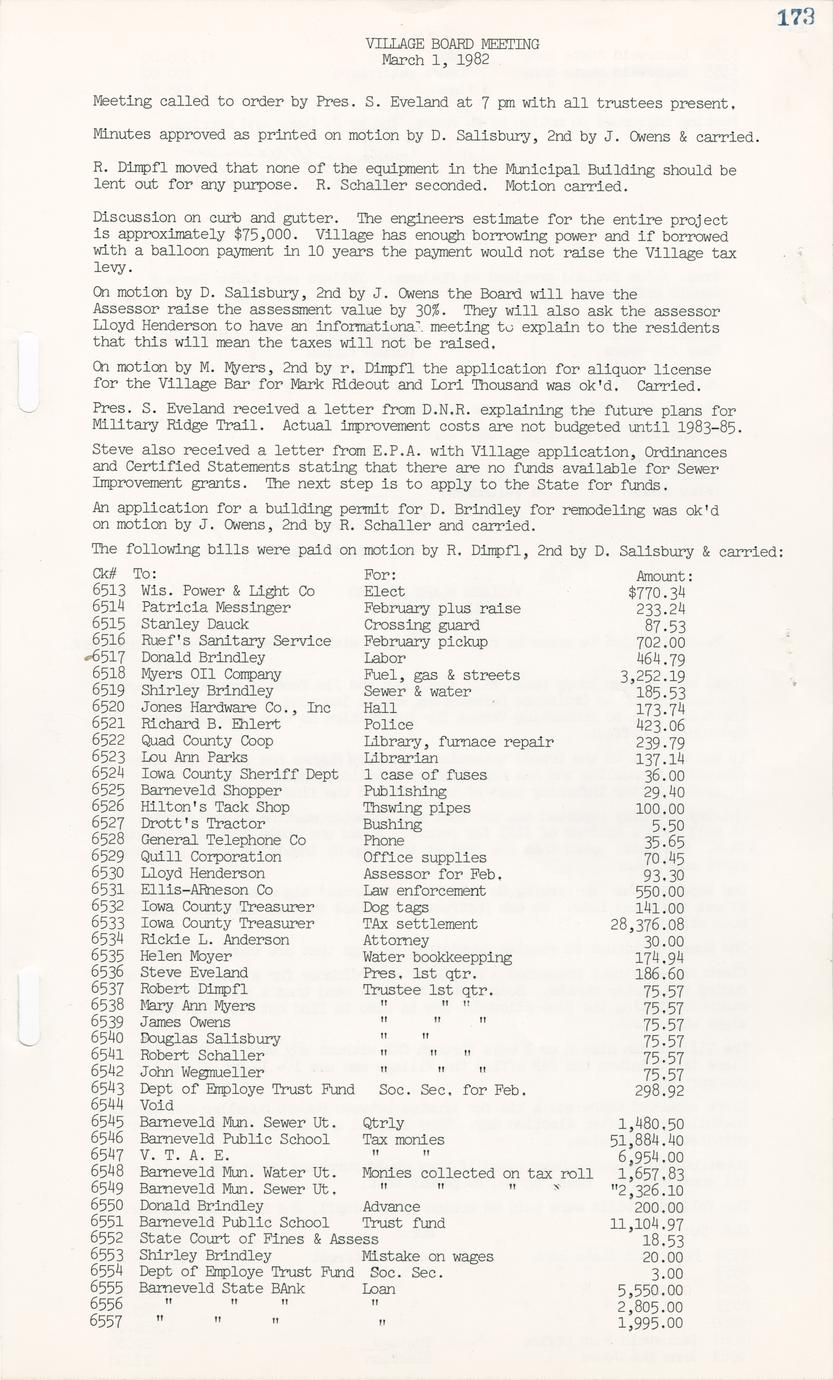 173
VILLAGE BOARD MEETING
March 1, 1982
Meeting called to order by Pres. S. Eveland at 7 pm with all trustees present.
Minutes approved as printed on motion by D. Salisbury, 2nd by J. Owens & carried.
R. Dimpfl moved that none of the equipment in the Municipal Building should be
lent out for any purpose. R. Schaller seconded. Motion carried.
Discussion on curb and gutter. The engineers estimate for the entire project
is approximately $75,000. Village has enough borrowing power and if borrowed
with a balloon payment in 10 years the payment would not raise the Village tax
levy.
On motion by D. Salisbury, 2nd by J. Owens the Board will have the
Assessor raise the assessment value by 30%. They will also ask the assessor
Lloyd Henderson to have an informational meeting to explain to the residents
that this will mean the taxes will not be raised.
On motion by M. Myers, 2nd by r. Dimpfl the application for aliquor license
for the Village Bar for Mark Rideout and Lori Thousand was ok'd. Carried.
Pres. S. Eveland received a letter from D.N.R. explaining the future plans for
Military Ridge Trail. Actual improvement costs are not budgeted until 1983-85.
Steve also received a letter from E.P.A. with Village application, Ordinances
and Certified Statements stating that there are no funds available for Sewer
Improvement grants. The next step is to apply to the State for funds.
An application for a building permit for D. Brindley for remodeling was ok'd
on motion by J. Owens, 2nd by R. Schaller and carried.
The following bills were paid on motion by R. Dimpfl, 2nd by D. Salisbury & carried:
Ck# To: For: Amount:
6513 Wis. Power & Light Co Elect $770.34
6514 Patricia Messinger February plus raise 233.24
6515 Stanley Dauck Crossing guard 87.53
6516 Ruef's Sanitary Service February pickup 702.00
6517 Donald Brindley Labor 464.79
6518 Myers OIl Company Fuel, gas & streets 3,252.19
6519 Shirley Brindley Sewer & water 185.53
6520 Jones Hardware Co., Inc Hall 173.74
6521 Richard B. Ehlert Police 423.06
6522 Quad County Coop Library, furnace repair 239.79
6523 Lou Ann Parks Librarian 137.14
6524 Iowa County Sheriff Dept 1 case of fuses 36.00
6525 Barneveld Shopper Publishing 29.40
6526 Hilton's Tack Shop Thswing pipes 100.00
6527 Drott's Tractor Bushing 5.50
6528 General Telephone Co Phone 35.65
6529 Quill Corporation Office supplies 70.45
6530 Lloyd Henderson Assessor for Feb. 93.30
6531 Ellis-ARneson Co Law enforcement 550.00
6532 Iowa County Treasurer Dog tags 141.00
6533 Iowa County Treasurer TAx settlement 28,376.08
6534 Rickie L. Anderson Attorney 30.00
6535 Helen Moyer Water bookkeepping 174.94
6536 Steve Eveland Pres. 1st qtr. 186.60
6537 Robert Dimpfl Trustee 1st qtr. 75.57
6538 Mary Ann Myers " " " 75.57
6539 James Owens " " " 75.57
6540 Douglas Salisbury " " 75.57
6541 Robert Schaller " " " 75.57
6542 John Wegmueller " " " 75.57
6543 Dept of Employe Trust Fund Soc. Sec. for Feb. 298.92
6544 Void
6545 Barneveld Mun. Sewer Ut. Qtrly 1,480.50
6546 Barneveld Public School Tax monies 51,884.40
6547 V. T. A. E. " " 6,954.00
6548 Barneveld Mun. Water Ut. Monies collected on tax roll 1,657.83
6549 Barneveld Mun. Sewer Ut. " " " " "2,326.10
6550 Donald Brindley Advance 200.00
6551 Barneveld Public School Trust fund 11,104.97
6552 State Court of Fines & Assess 18.53
6553 Shirley Brindley Mistake on wages 20.00
6554 Dept of Employe Trust Fund Soc. Sec. 3.00
6555 Barneveld State BAnk Loan 5,550.00
6556 " " " " 2,805.00
6557 " " " " 1,995.00